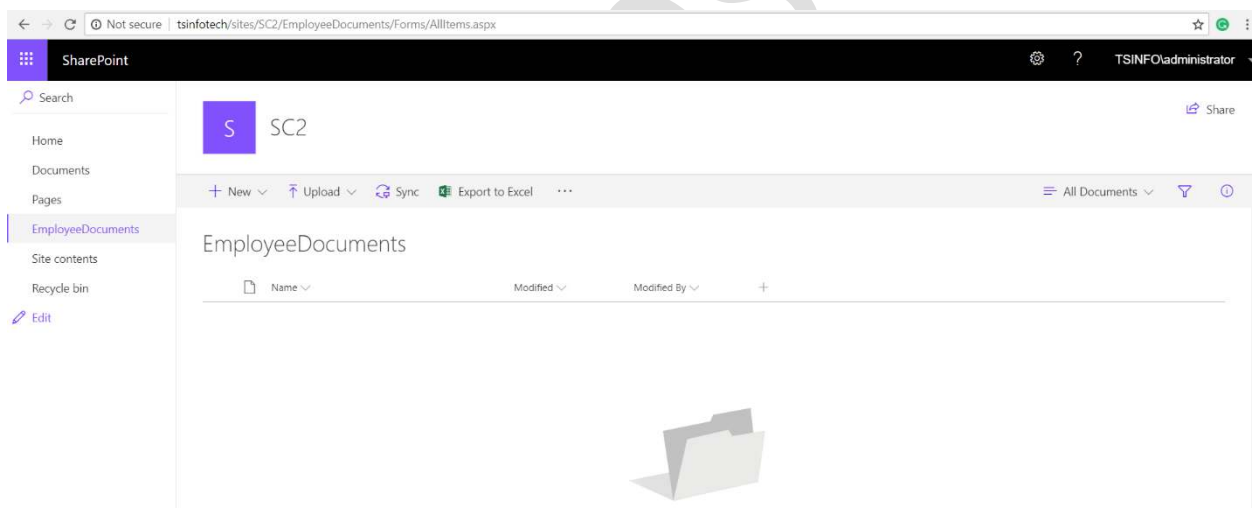 Not secure | tsinfotech/sites/SC2/EmployeeDocuments/Forms/AllItems.aspx
SharePoint
? TSINFO\administrator
Search
Home
Documents
Pages
EmployeeDocuments
Site contents
Recycle bin
Edit
S SC2
Share
+ New Upload Sync Export to Excel ...
All Documents
EmployeeDocuments
Name Modified Modified By +